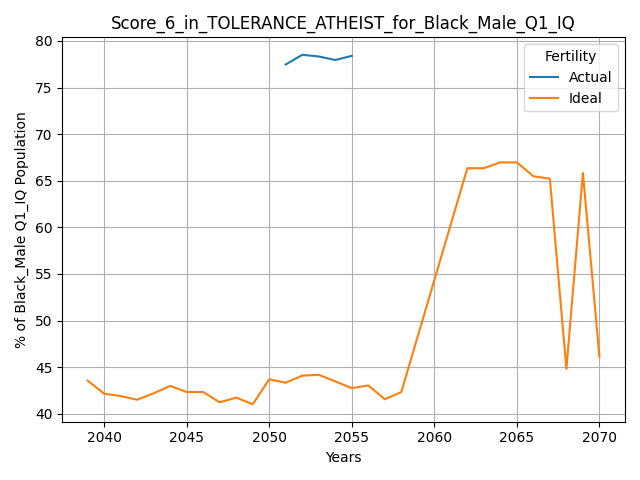 Score_6_in_TOLERANCE_ATHEIST_for_Black_Male_Q1_IQ
Fertility
Actual
Ideal
% of Black_Male Q1_IQ Population
80
75
70
65
60
55
50
45
40
2040
2045
2050
2055
2060
2065
2070
Years